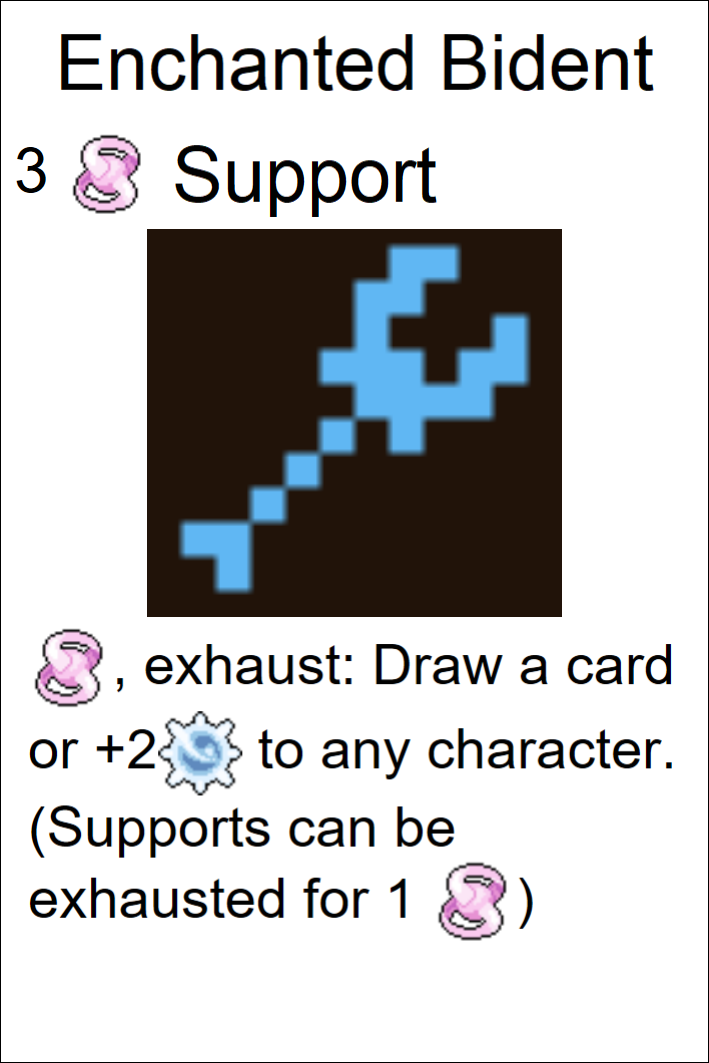 Enchanted Bident
3 Support
, exhaust: Draw a card
or +2 to any character.
(Supports can be
exhausted for 1 )